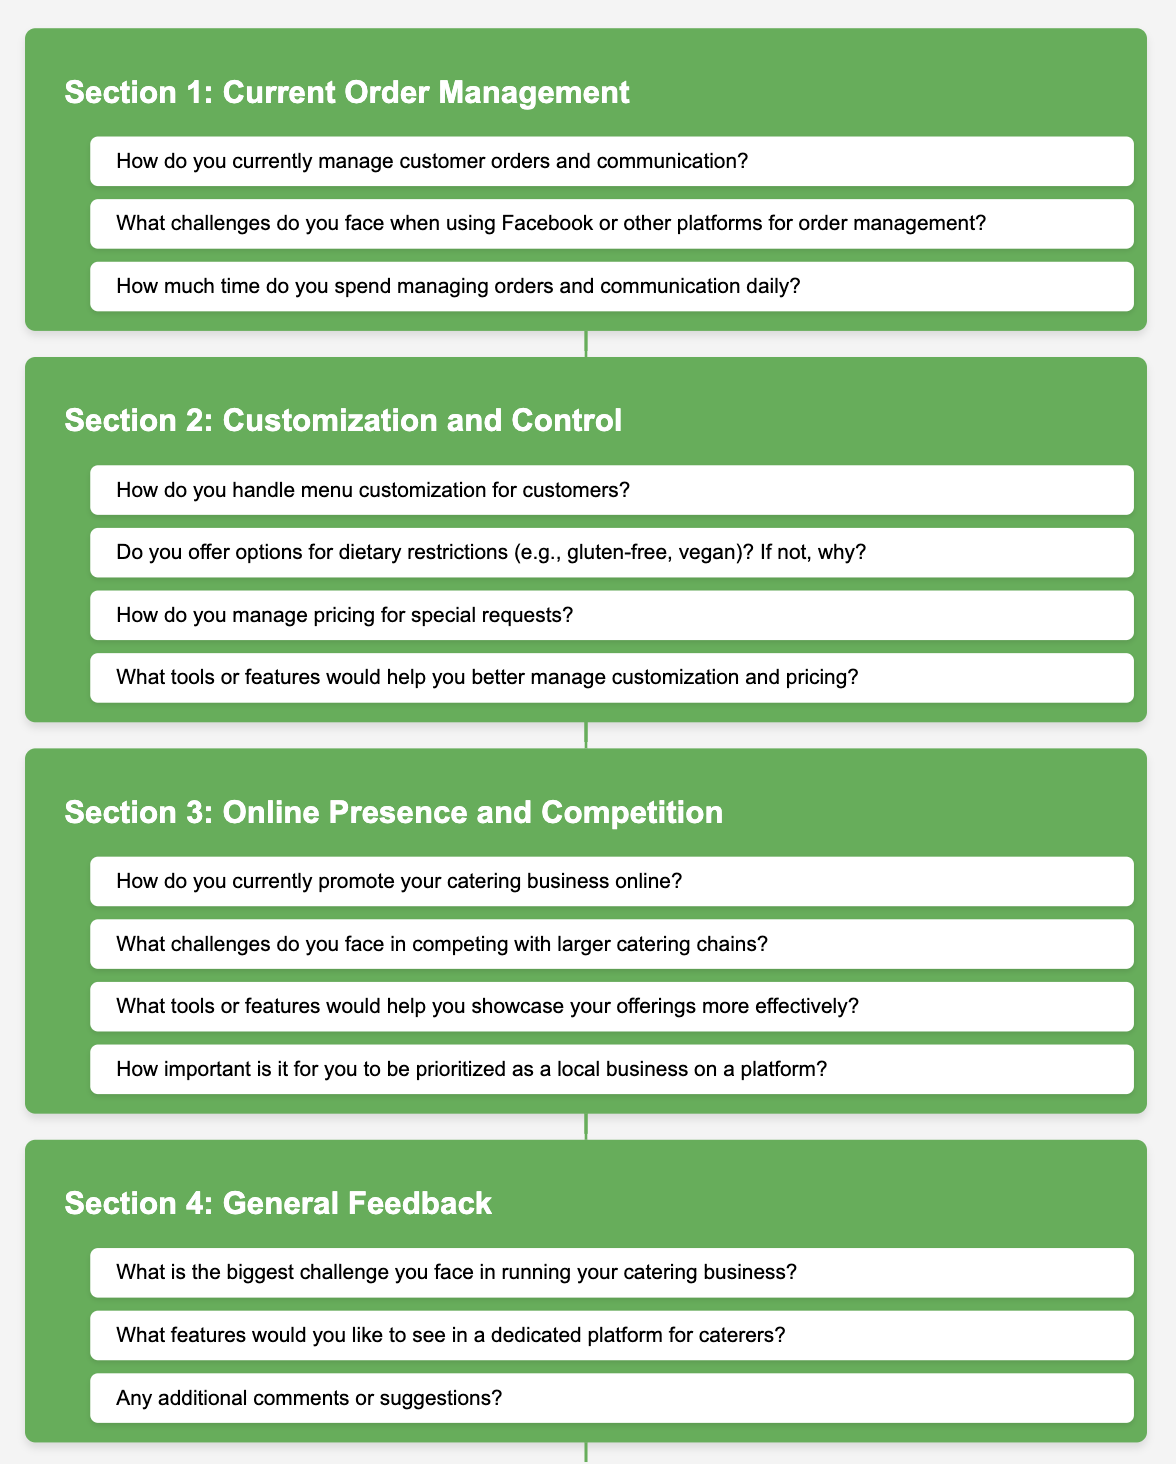 Section 1: Current Order Management
How do you currently manage customer orders and communication?
What challenges do you face when using Facebook or other platforms for order management?
How much time do you spend managing orders and communication daily?
Section 2: Customization and Control
How do you handle menu customization for customers?
Do you offer options for dietary restrictions (e.g., gluten-free, vegan)? If not, why?
How do you manage pricing for special requests?
What tools or features would help you better manage customization and pricing?
Section 3: Online Presence and Competition
How do you currently promote your catering business online?
What challenges do you face in competing with larger catering chains?
What tools or features would help you showcase your offerings more effectively?
How important is it for you to be prioritized as a local business on a platform?
Section 4: General Feedback
What is the biggest challenge you face in running your catering business?
What features would you like to see in a dedicated platform for caterers?
Any additional comments or suggestions?